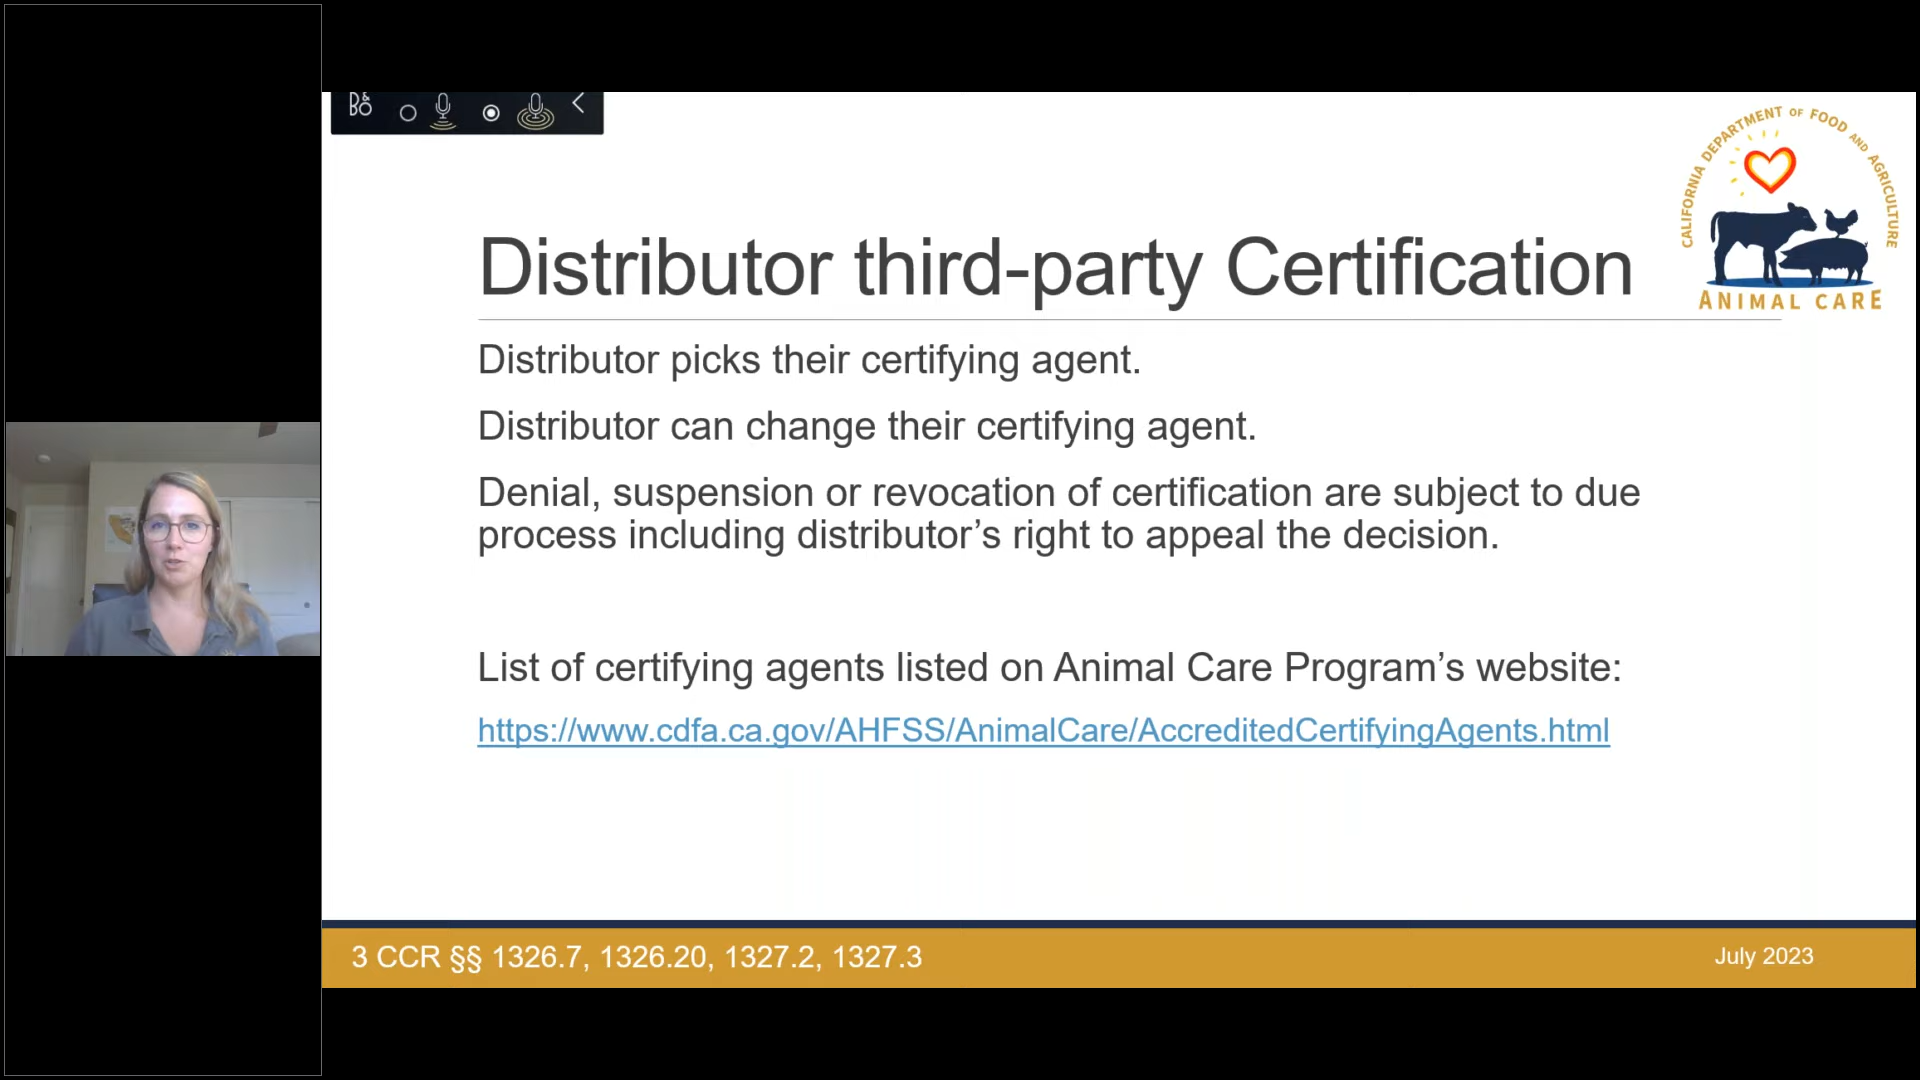 B&O
CALIFORNIA DEPARTMENT OF FOOD AND AGRICULTURE
ANIMAL CARE
Distributor third-party Certification
Distributor picks their certifying agent.
Distributor can change their certifying agent.
Denial, suspension or revocation of certification are subject to due
process including distributor’s right to appeal the decision.
List of certifying agents listed on Animal Care Program’s website:
https://www.cdfa.ca.gov/AHFSS/AnimalCare/AccreditedCertifyingAgents.html
3 CCR §§ 1326.7, 1326.20, 1327.2, 1327.3
July 2023